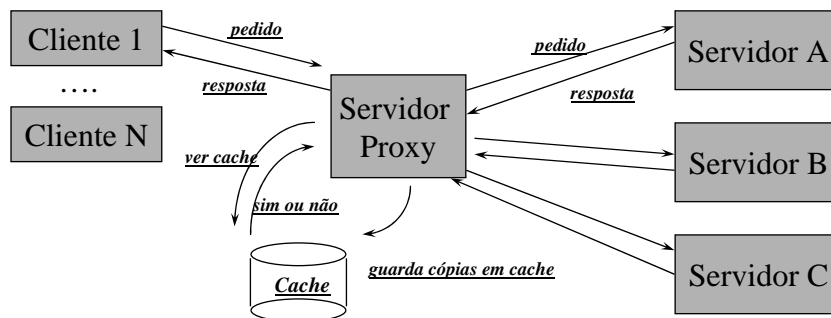 Cliente 1
pedido
resposta
....
Cliente N
Servidor
Proxy
pedido
resposta
Servidor A
Servidor B
Servidor C
ver cache
sim ou não
Cache
guarda cópias em cache